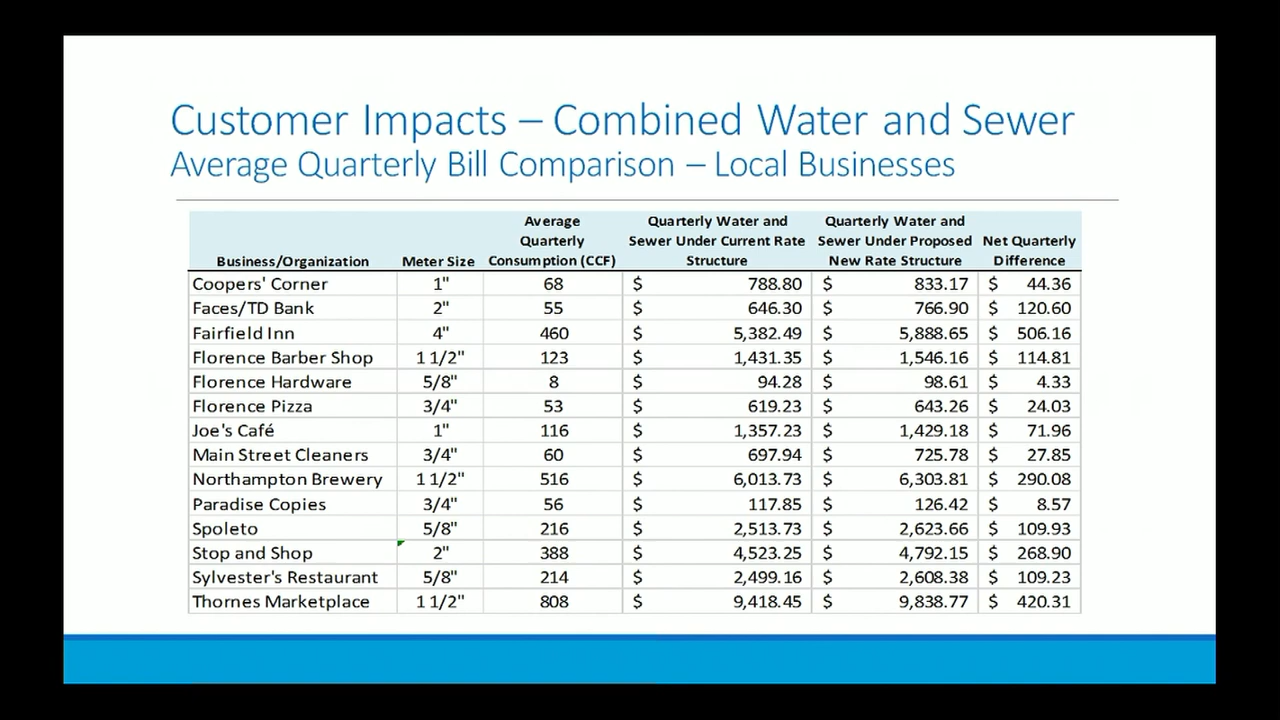 Customer Impacts – Combined Water and Sewer
Average Quarterly Bill Comparison – Local Businesses
Business/Organization Meter Size Average Quarterly Consumption (CCF) Quarterly Water and Sewer Under Current Rate Structure Quarterly Water and Sewer Under Proposed New Rate Structure Net Quarterly Difference
Coopers' Corner 1" 68 $ 788.80 $ 833.17 $ 44.36
Faces/TD Bank 2" 55 $ 646.30 $ 766.90 $ 120.60
Fairfield Inn 4" 460 $ 5,382.49 $ 5,888.65 $ 506.16
Florence Barber Shop 1 1/2" 123 $ 1,431.35 $ 1,546.16 $ 114.81
Florence Hardware 5/8" 8 $ 94.28 $ 98.61 $ 4.33
Florence Pizza 3/4" 53 $ 619.23 $ 643.26 $ 24.03
Joe's Café 1" 116 $ 1,357.23 $ 1,429.18 $ 71.96
Main Street Cleaners 3/4" 60 $ 697.94 $ 725.78 $ 27.85
Northampton Brewery 1 1/2" 516 $ 6,013.73 $ 6,303.81 $ 290.08
Paradise Copies 3/4" 56 $ 117.85 $ 126.42 $ 8.57
Spoleto 5/8" 216 $ 2,513.73 $ 2,623.66 $ 109.93
Stop and Shop 2" 388 $ 4,523.25 $ 4,792.15 $ 268.90
Sylvester's Restaurant 5/8" 214 $ 2,499.16 $ 2,608.38 $ 109.23
Thornes Marketplace 1 1/2" 808 $ 9,418.45 $ 9,838.77 $ 420.31